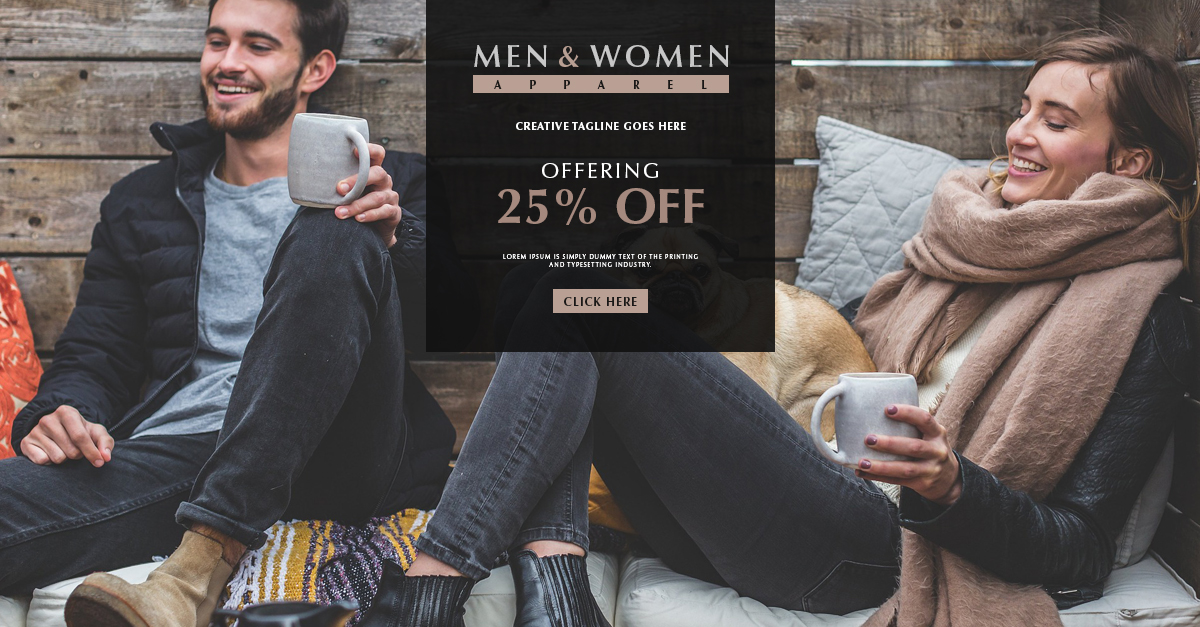 MEN & WOMEN
APPAREL
CREATIVE TAGLINE GOES HERE
OFFERING
25% OFF
LOREM IPSUM IS SIMPLY DUMMY TEXT OF THE PRINTING
AND TYPESETTING INDUSTRY.
CLICK HERE